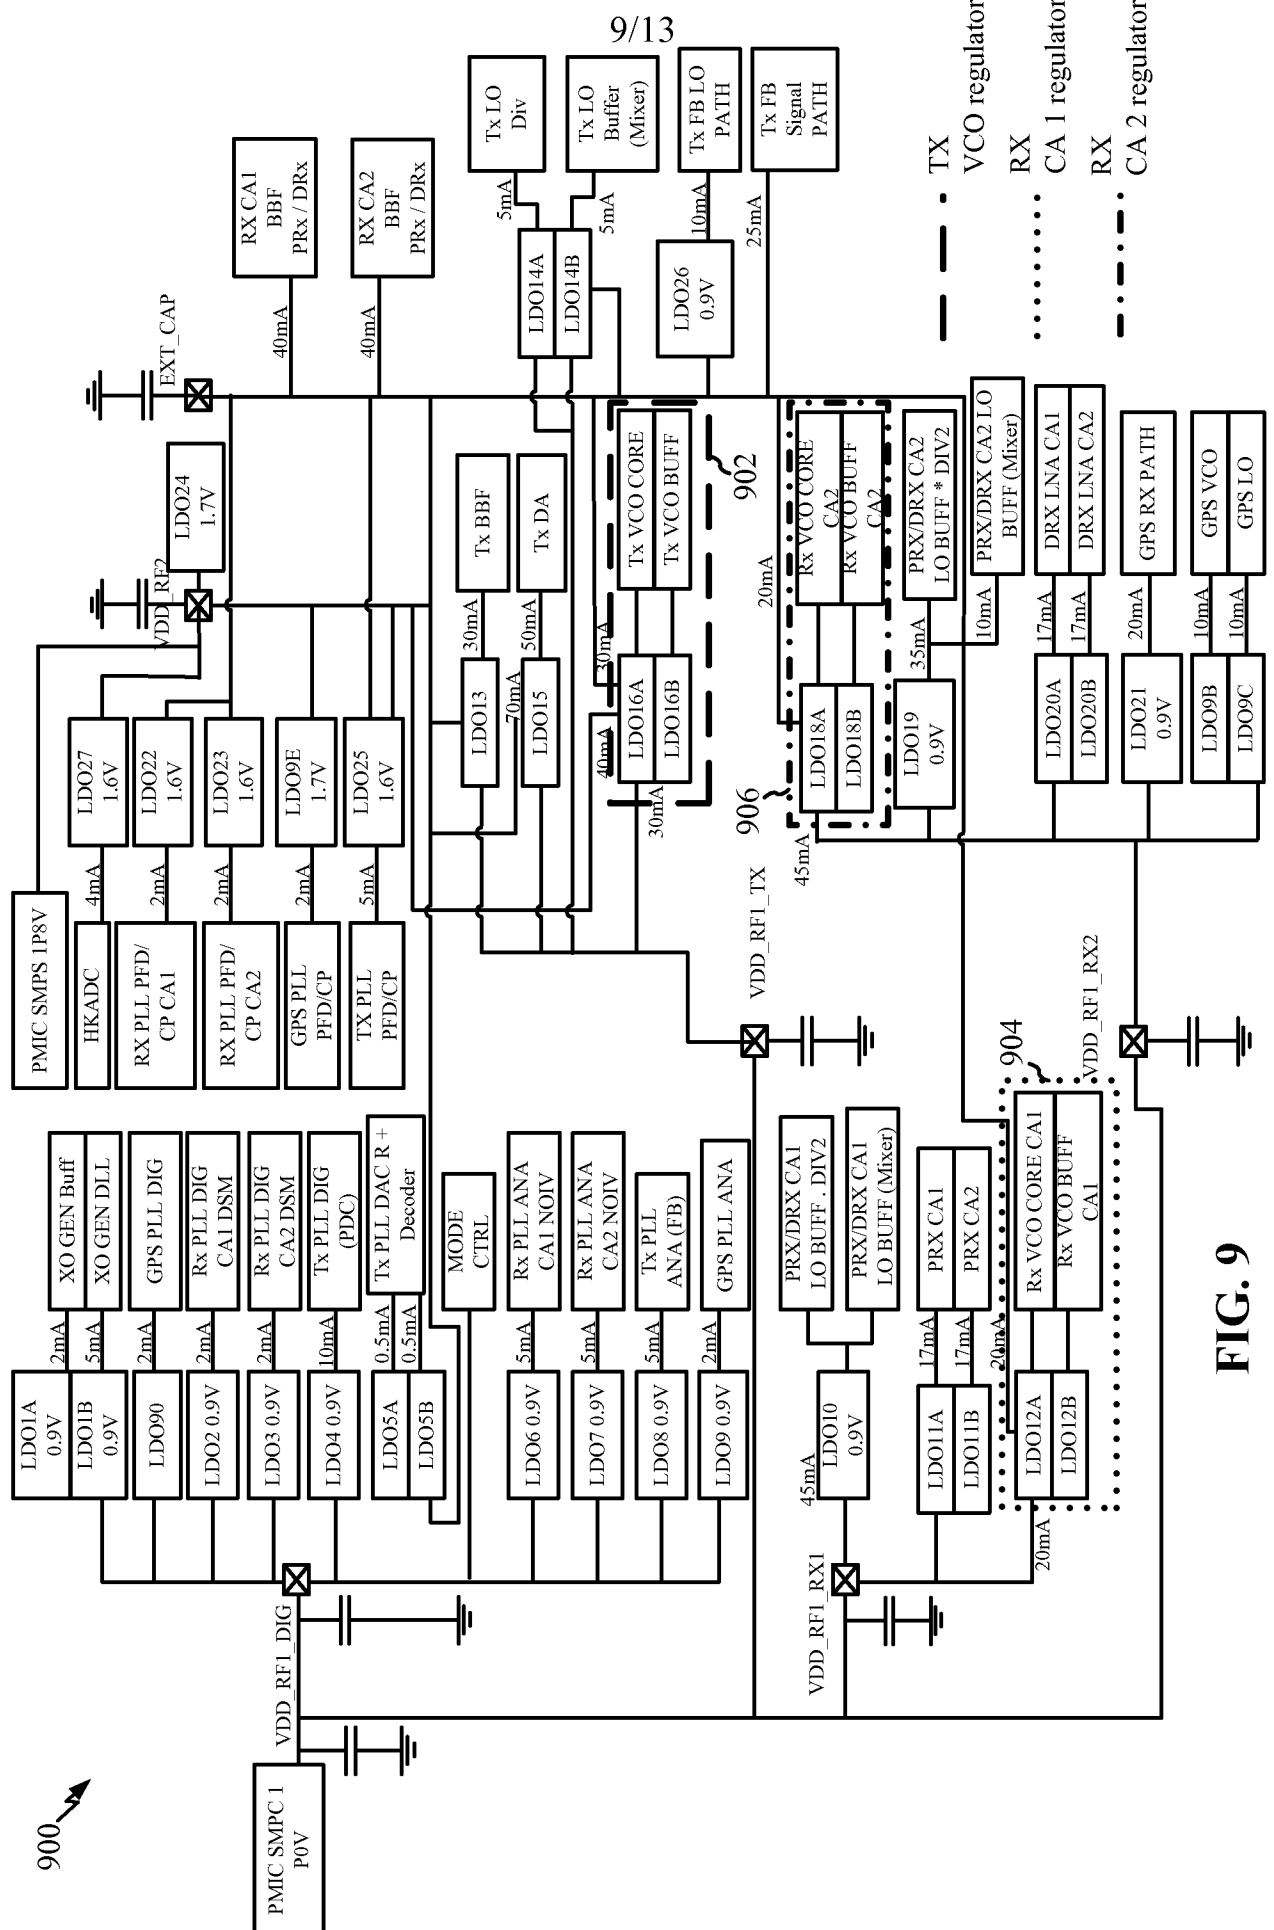 9/13
900
PMIC SMPC 1
P0V
VDD_RF1_DIG
LDO1A
0.9V
LDO1B
0.9V
LDO90
LDO2 0.9V
LDO3 0.9V
LDO4 0.9V
LDO5A
LDO5B
LDO6 0.9V
LDO7 0.9V
LDO8 0.9V
LDO9 0.9V
2mA
5mA
2mA
2mA
2mA
10mA
0.5mA
0.5mA
5mA
5mA
5mA
2mA
XO GEN Buff
XO GEN DLL
GPS PLL DIG
Rx PLL DIG
CA1 DSM
Rx PLL DIG
CA2 DSM
Tx PLL DIG
(PDC)
Tx PLL DAC R +
Decoder
MODE
CTRL
Rx PLL ANA
CA1 NOIV
Rx PLL ANA
CA2 NOIV
Tx PLL
ANA (FB)
GPS PLL ANA
VDD_RF1_RX1
45mA
LDO10
0.9V
PRX/DRX CA1
LO BUFF . DIV2
PRX/DRX CA1
LO BUFF (Mixer)
LDO11A
LDO11B
17mA
17mA
PRX CA1
PRX CA2
20mA
20mA
LDO12A
LDO12B
Rx VCO CORE CA1
Rx VCO BUFF
CA1
904
PMIC SMPS 1P8V
HKADC
RX PLL PFD/
CP CA1
RX PLL PFD/
CP CA2
GPS PLL
PFD/CP
TX PLL
PFD/CP
4mA
2mA
2mA
2mA
5mA
LDO27
1.6V
LDO22
1.6V
LDO23
1.6V
LDO9E
1.7V
LDO25
1.6V
VDD_RF2
LDO24
1.7V
EXT_CAP
40mA
40mA
RX CA1
BBF
PRx / DRx
RX CA2
BBF
PRx / DRx
VDD_RF1_TX
LDO13
70mA
LDO15
30mA
50mA
Tx BBF
Tx DA
LDO14A
LDO14B
5mA
5mA
Tx LO
Div
Tx LO
Buffer
(Mixer)
40mA
30mA
30mA
LDO16A
LDO16B
Tx VCO CORE
Tx VCO BUFF
902
LDO26
0.9V
10mA
25mA
Tx FB LO
PATH
Tx FB
Signal
PATH
VDD_RF1_RX2
906
45mA
20mA
LDO18A
LDO18B
Rx VCO CORE
CA2
Rx VCO BUFF
CA2
LDO19
0.9V
35mA
10mA
PRX/DRX CA2
LO BUFF * DIV2
PRX/DRX CA2 LO
BUFF (Mixer)
LDO20A
LDO20B
17mA
17mA
DRX LNA CA1
DRX LNA CA2
LDO21
0.9V
20mA
GPS RX PATH
LDO9B
LDO9C
10mA
10mA
GPS VCO
GPS LO
TX
VCO regulator
RX
CA 1 regulator
RX
CA 2 regulator
FIG. 9